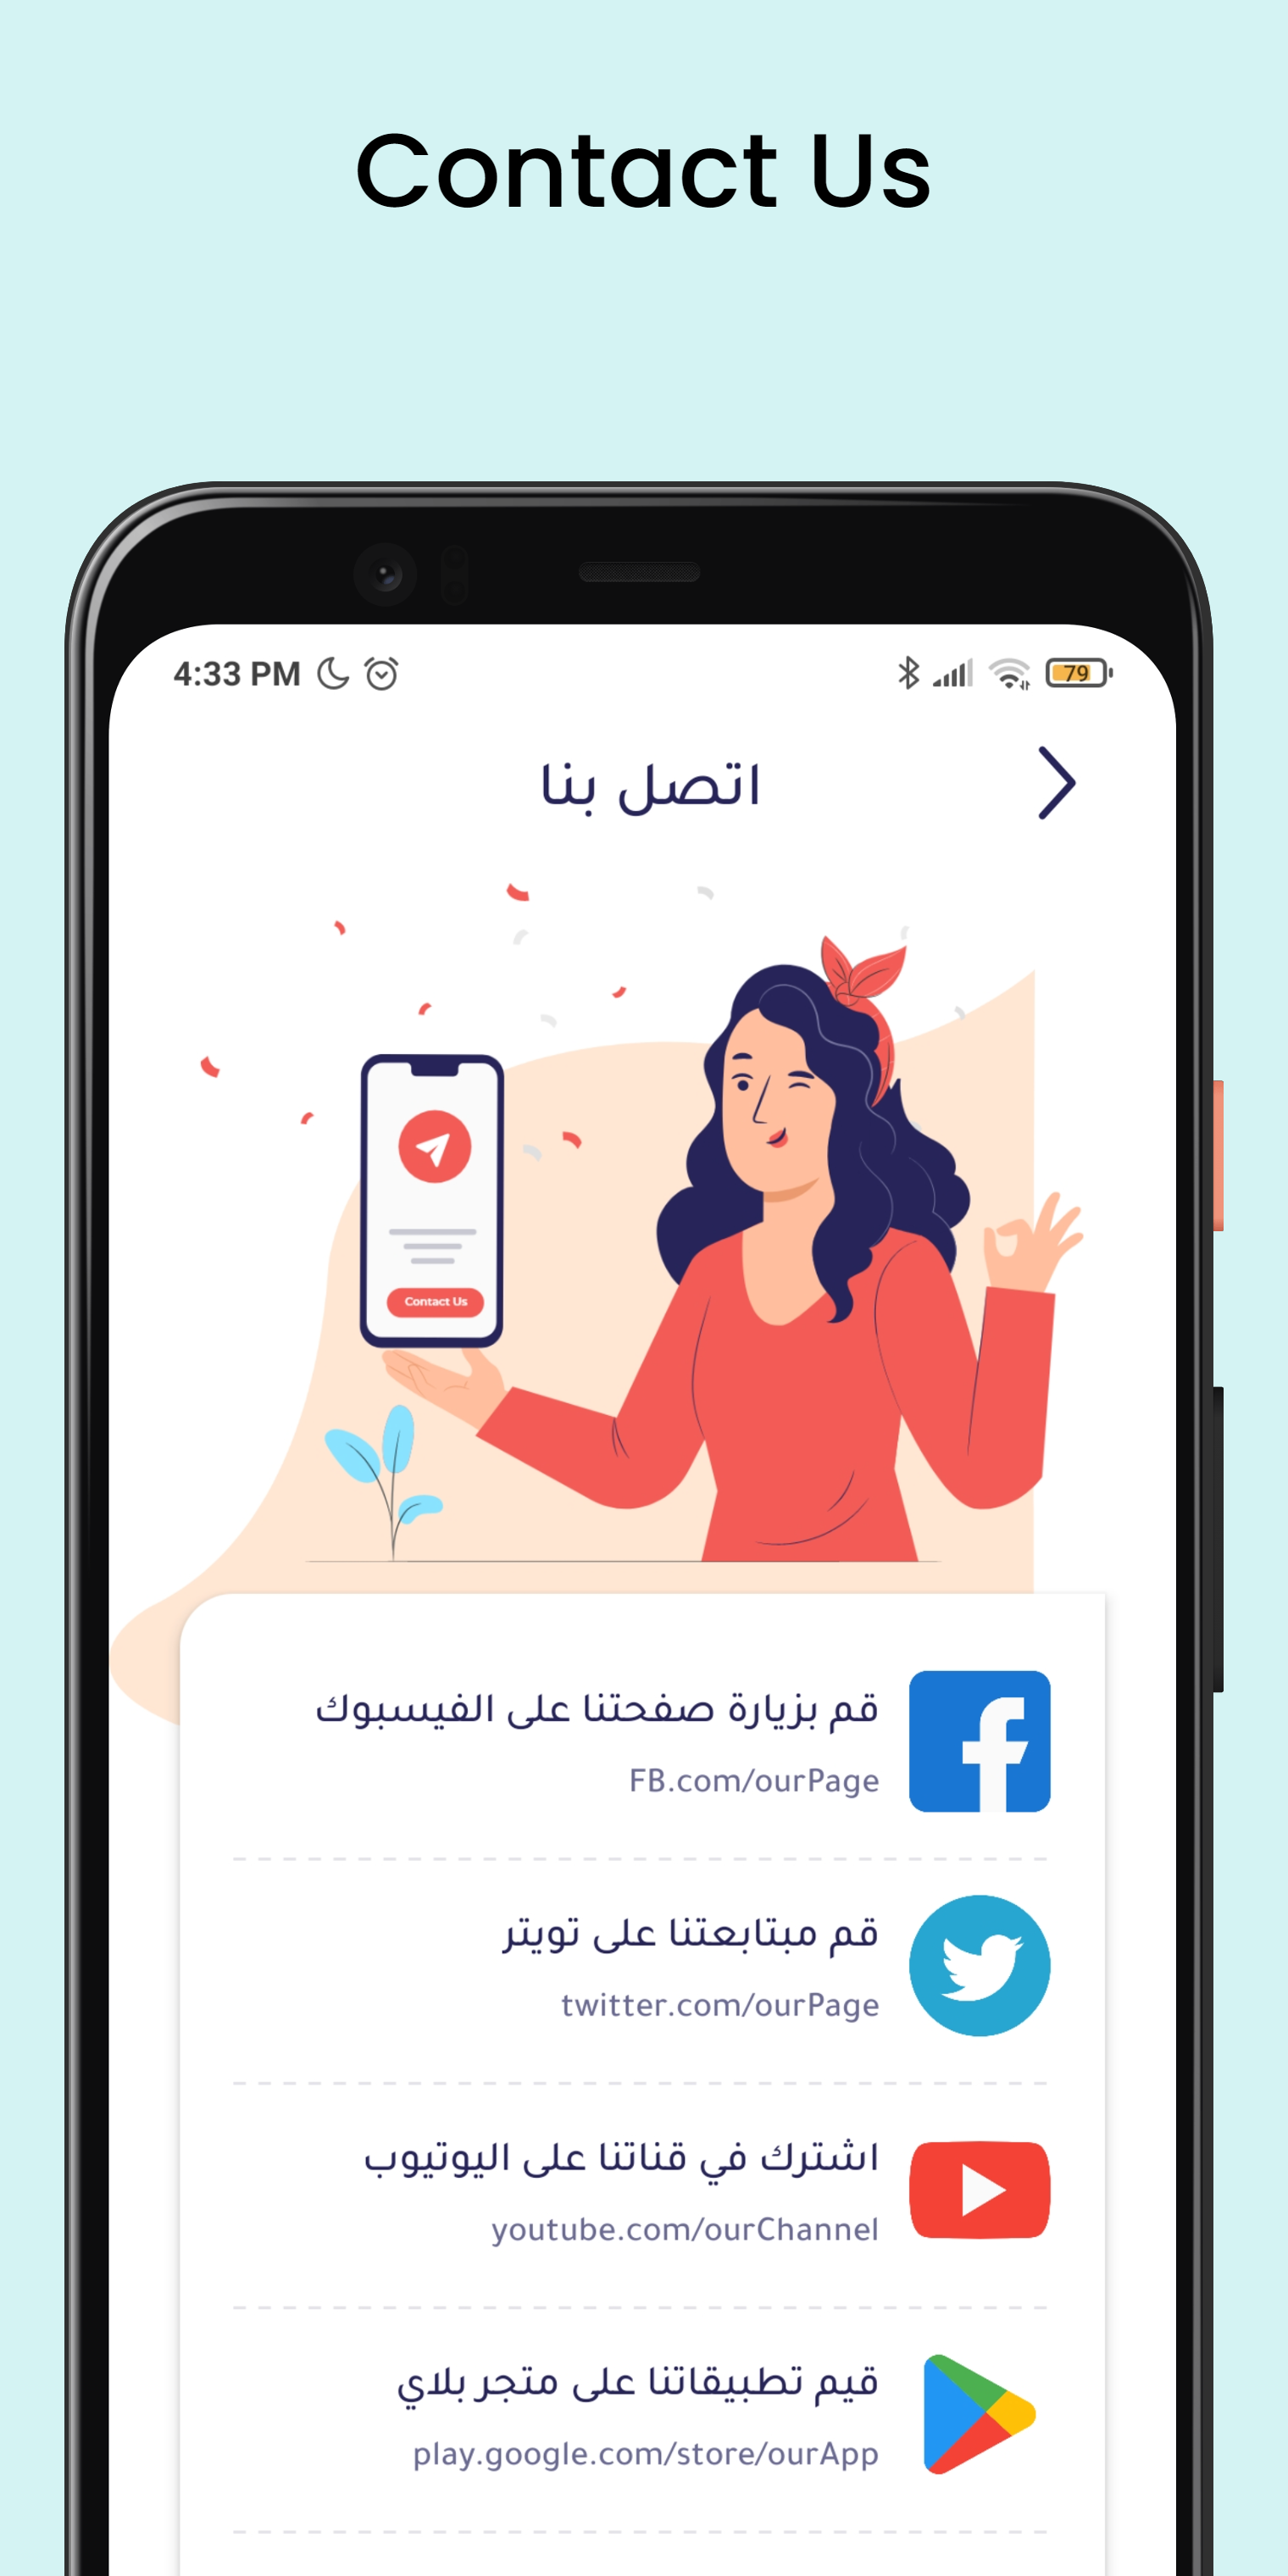 Contact Us
4:33 PM
79
اتصل بنا
Contact Us
قم بزيارة صفحتنا على الفيسبوك
FB.com/ourPage
قم مبتابعتنا على تويتر
twitter.com/ourPage
اشترك في قناتنا على اليوتيوب
youtube.com/ourChannel
قيم تطبيقاتنا على متجر بلاي
play.google.com/store/ourApp